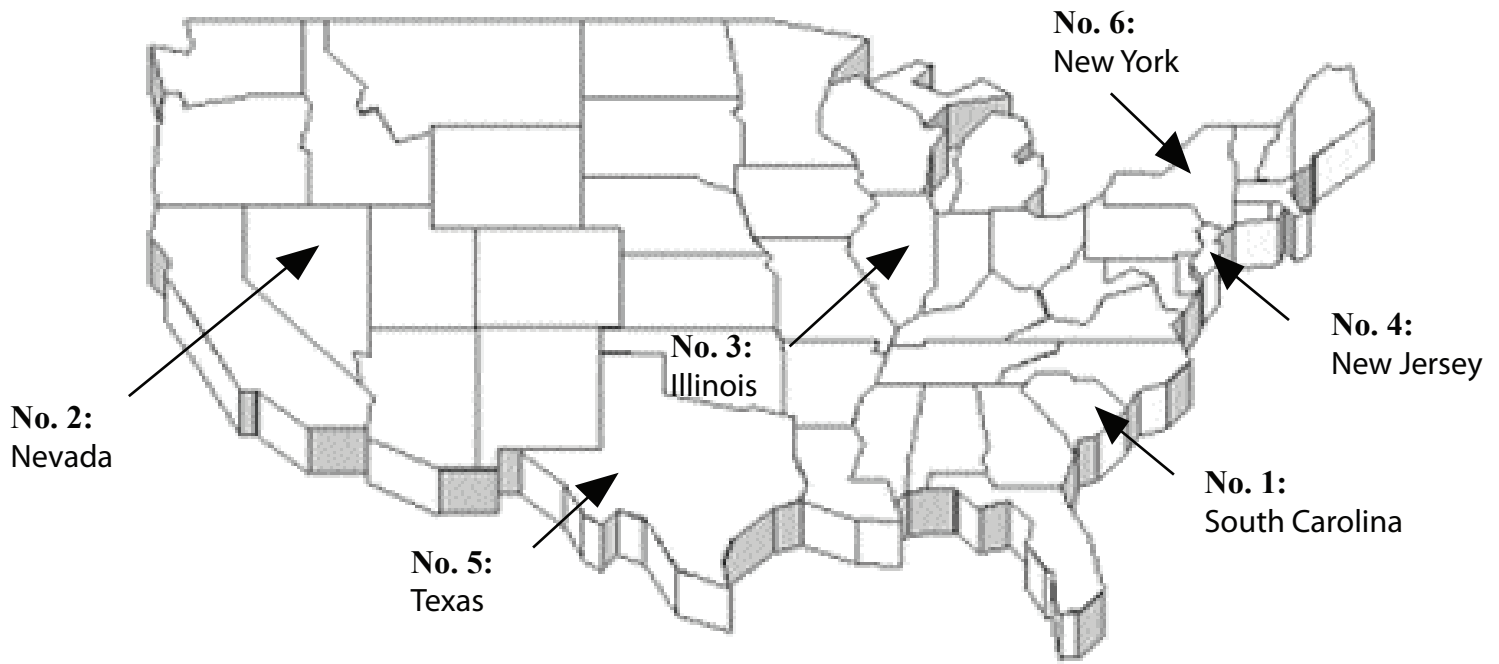 No. 6:
New York
No. 3:
Illinois
No. 4:
New Jersey
No. 2:
Nevada
No. 1:
South Carolina
No. 5:
Texas